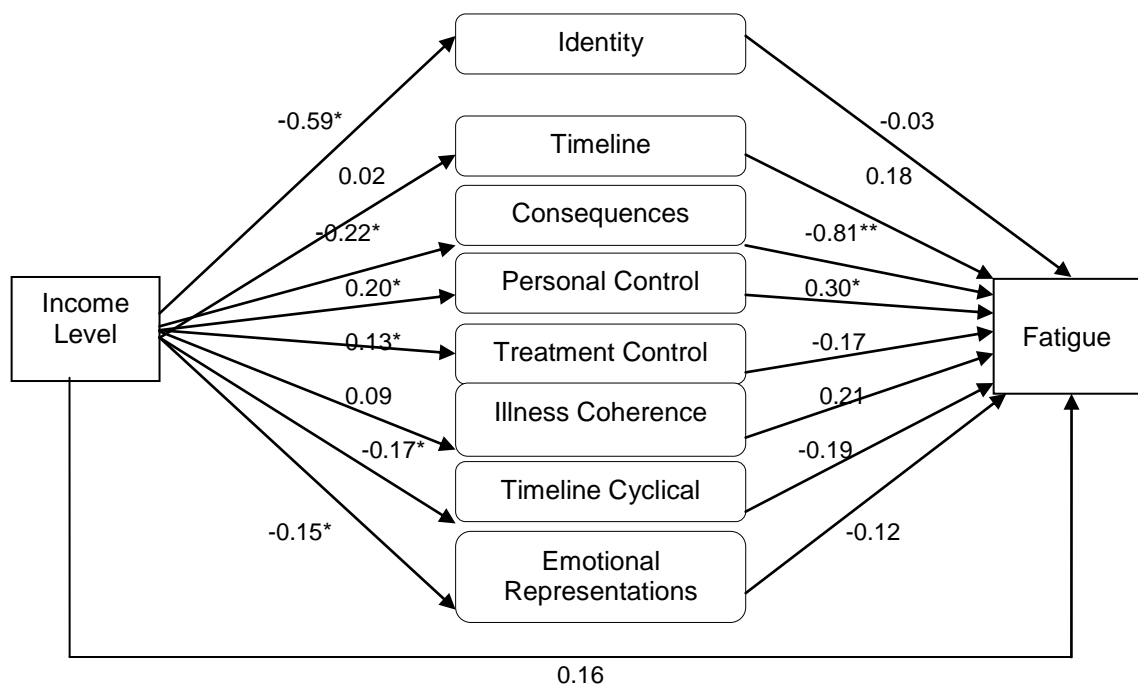 Identity
-0.59*
-0.03
Timeline
0.02
0.18
Consequences
-0.22*
-0.81**
Income
Level
Personal Control
0.20*
0.30*
Fatigue
0.13*
Treatment Control
-0.17
0.09
Illness Coherence
0.21
-0.17*
Timeline Cyclical
-0.19
-0.15*
Emotional
Representations
-0.12
0.16